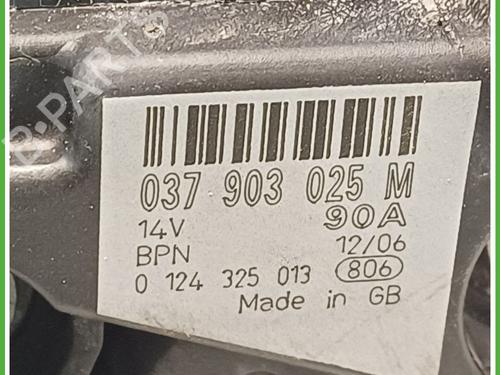 B-PARTS
037 903 025 M
14V 90A
BPN 12/06
0 124 325 013 806
Made in GB